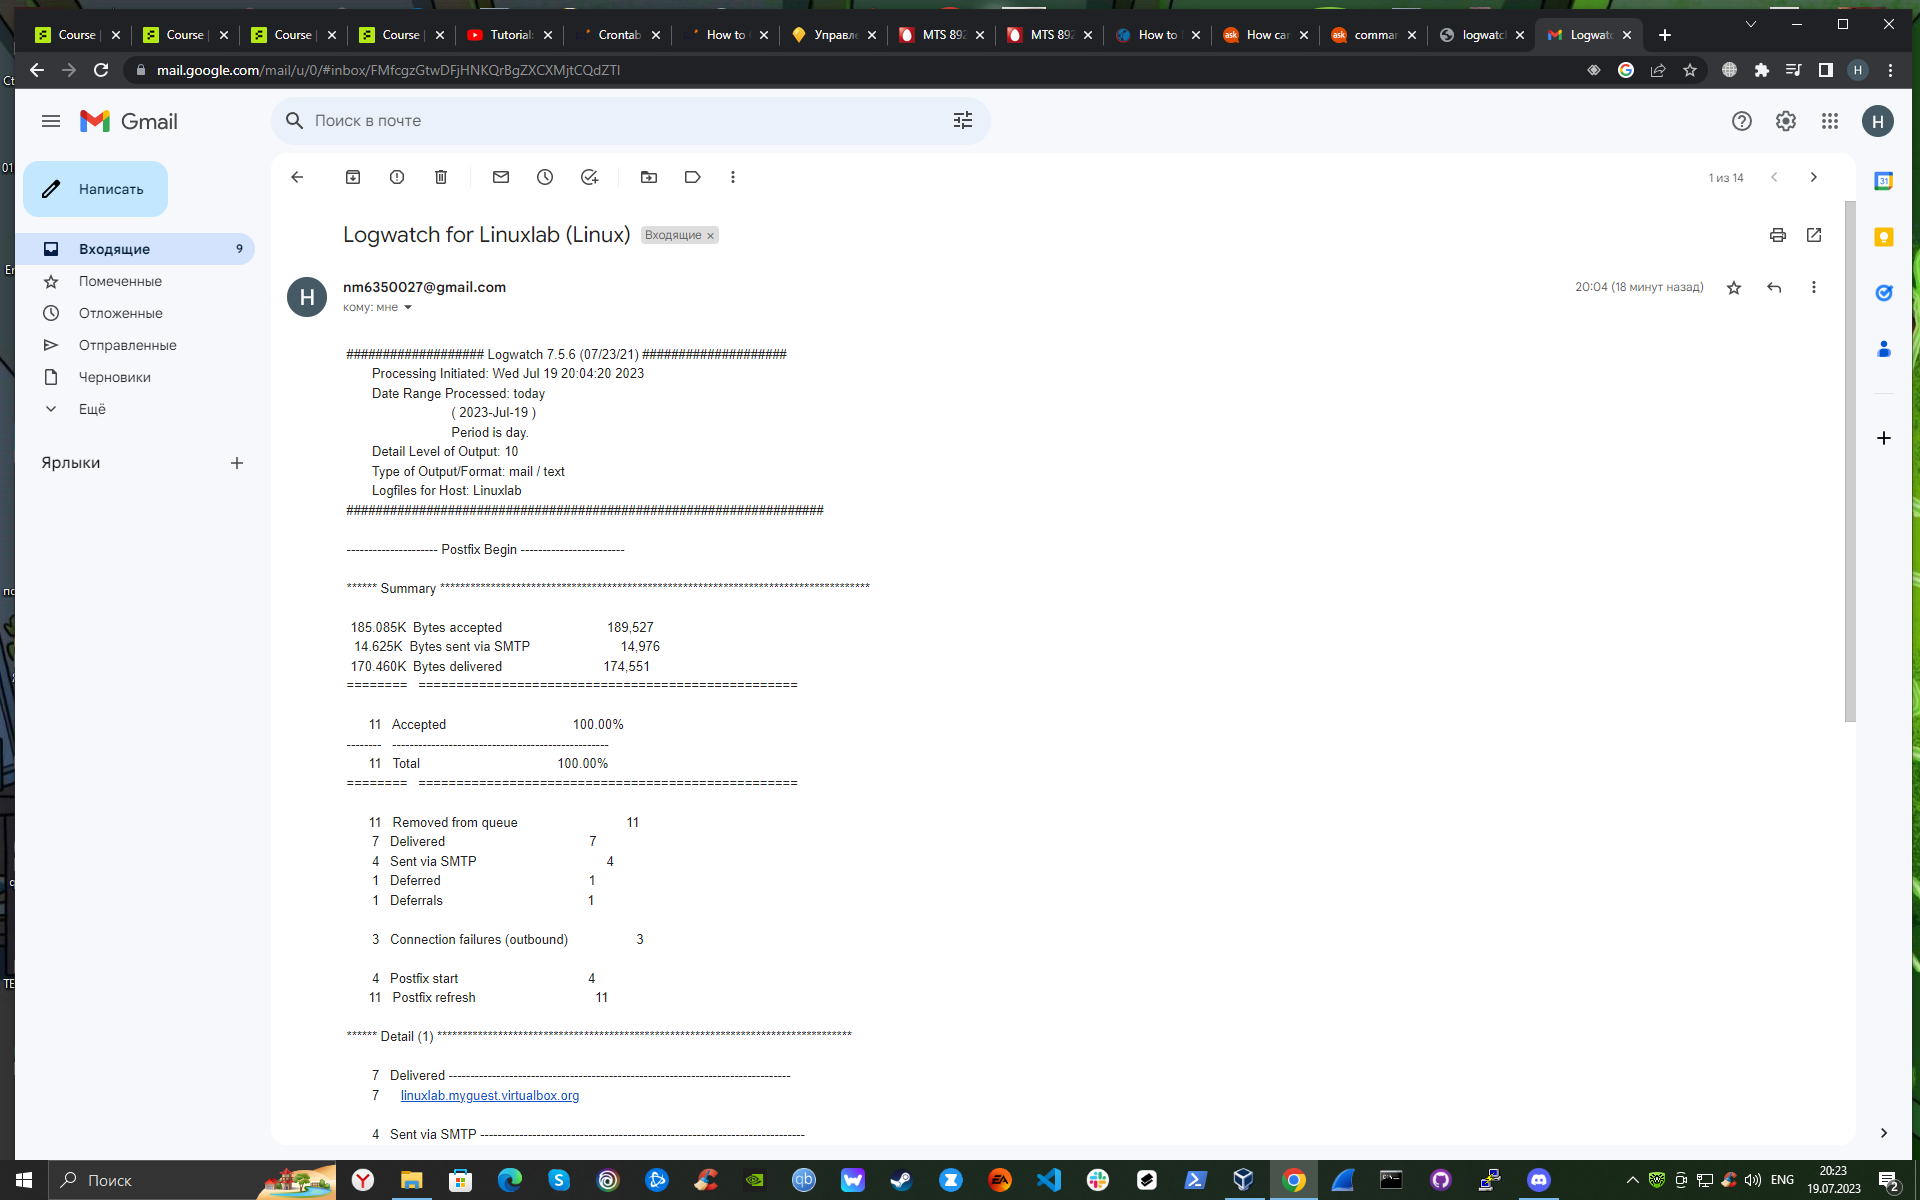 Course
Course
Course
Course
Tutorial
Crontab
How to
Управле
MTS 892
MTS 892
How to
How can
comman
logwatch
Logwatc
mail.google.com/mail/u/0/#inbox/FMfcgzGtwDFjHNKQrBgZXCXMjtCQdZTl
H
Gmail
Поиск в почте
H
Написать
Входящие 9
Помеченные
Отложенные
Отправленные
Черновики
Ещё
Ярлыки
1 из 14
Logwatch for Linuxlab (Linux) Входящие
H
nm6350027@gmail.com
20:04 (18 минут назад)
кому: мне
################### Logwatch 7.5.6 (07/23/21) ####################
Processing Initiated: Wed Jul 19 20:04:20 2023
Date Range Processed: today
( 2023-Jul-19 )
Period is day.
Detail Level of Output: 10
Type of Output/Format: mail / text
Logfiles for Host: Linuxlab
##################################################################
--------------------- Postfix Begin ------------------------
****** Summary *************************************************************************************
185.085K Bytes accepted 189,527
14.625K Bytes sent via SMTP 14,976
170.460K Bytes delivered 174,551
======== ==================================================
11 Accepted 100.00%
-------- --------------------------------------------------
11 Total 100.00%
======== ==================================================
11 Removed from queue 11
7 Delivered 7
4 Sent via SMTP 4
1 Deferred 1
1 Deferrals 1
3 Connection failures (outbound) 3
4 Postfix start 4
11 Postfix refresh 11
****** Detail (1) **********************************************************************************
7 Delivered -------------------------------------------------------------------------------
7 linuxlab.myguest.virtualbox.org
4 Sent via SMTP ---------------------------------------------------------------------------
Поиск
ENG
20:23
19.07.2023
2